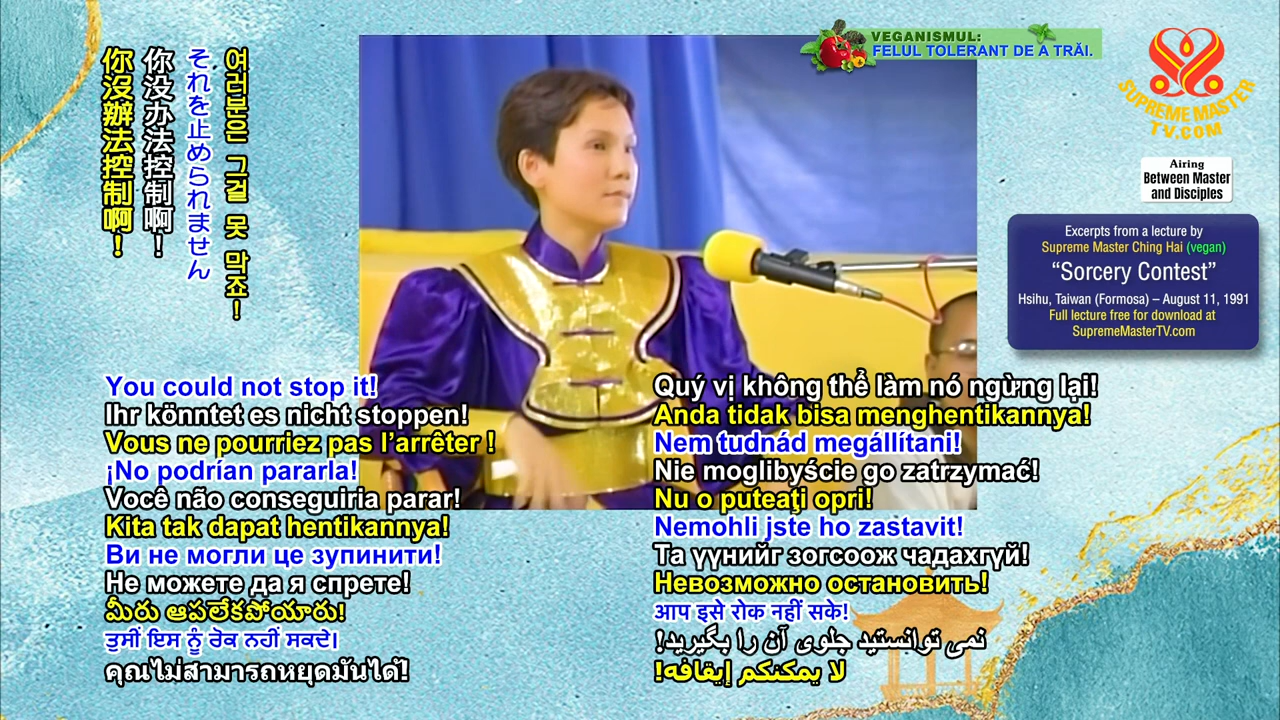 여러분은 그걸 못 막죠!
それを止められません
你没办法控制啊！
你沒辦法控制啊！
VEGANISMUL:
FELUL TOLERANT DE A TRĂI.
SUPREME MASTER
TV.COM
Airing
Between Master
and Disciples
Excerpts from a lecture by
Supreme Master Ching Hai (vegan)
“Sorcery Contest”
Hsihu, Taiwan (Formosa) – August 11, 1991
Full lecture free for download at
SupremeMasterTV.com
You could not stop it!
Ihr könntet es nicht stoppen!
Vous ne pourriez pas l’arrêter !
¡No podrían pararla!
Você não conseguiria parar!
Kita tak dapat hentikannya!
Ви не могли це зупинити!
Не можете да я спрете!
మీరు ఆపలేకపోయారు!
ਤੁਸੀਂ ਇਸ ਨੂੰ ਰੋਕ ਨਹੀਂ ਸਕਦੇ।
คุณไม่สามารถหยุดมันได้!
Quý vị không thể làm nó ngừng lại!
Anda tidak bisa menghentikannya!
Nem tudnád megállítani!
Nie moglibyście go zatrzymać!
Nu o puteaţi opri!
Nemohli jste ho zastavit!
Та үүнийг зогсоож чадахгүй!
Невозможно остановить!
आप इसे रोक नहीं सके!
نمی توانستید جلوی آن را بگیرید!
لا يمكنكم إيقافه!